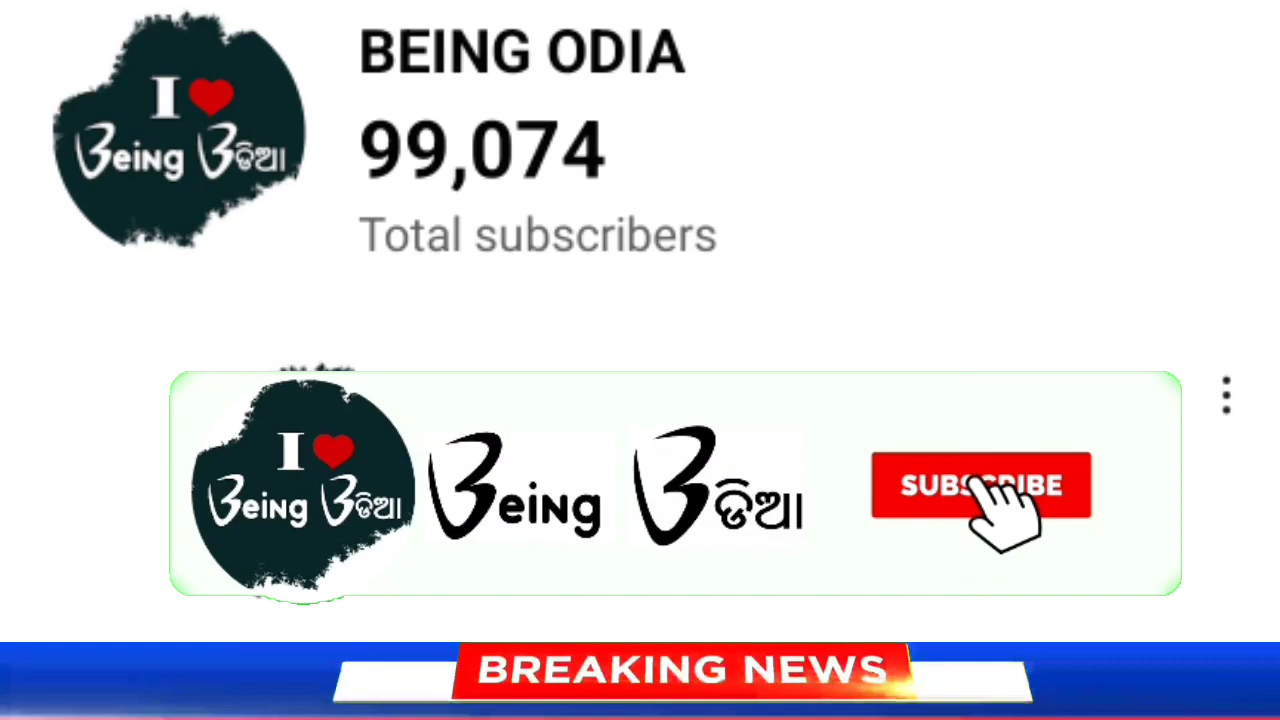 I ❤
Being ଓଡିଆ
BEING ODIA
99,074
Total subscribers
I ❤
Being ଓଡିଆ
Being ଓଡିଆ
SUBSCRIBE
BREAKING NEWS